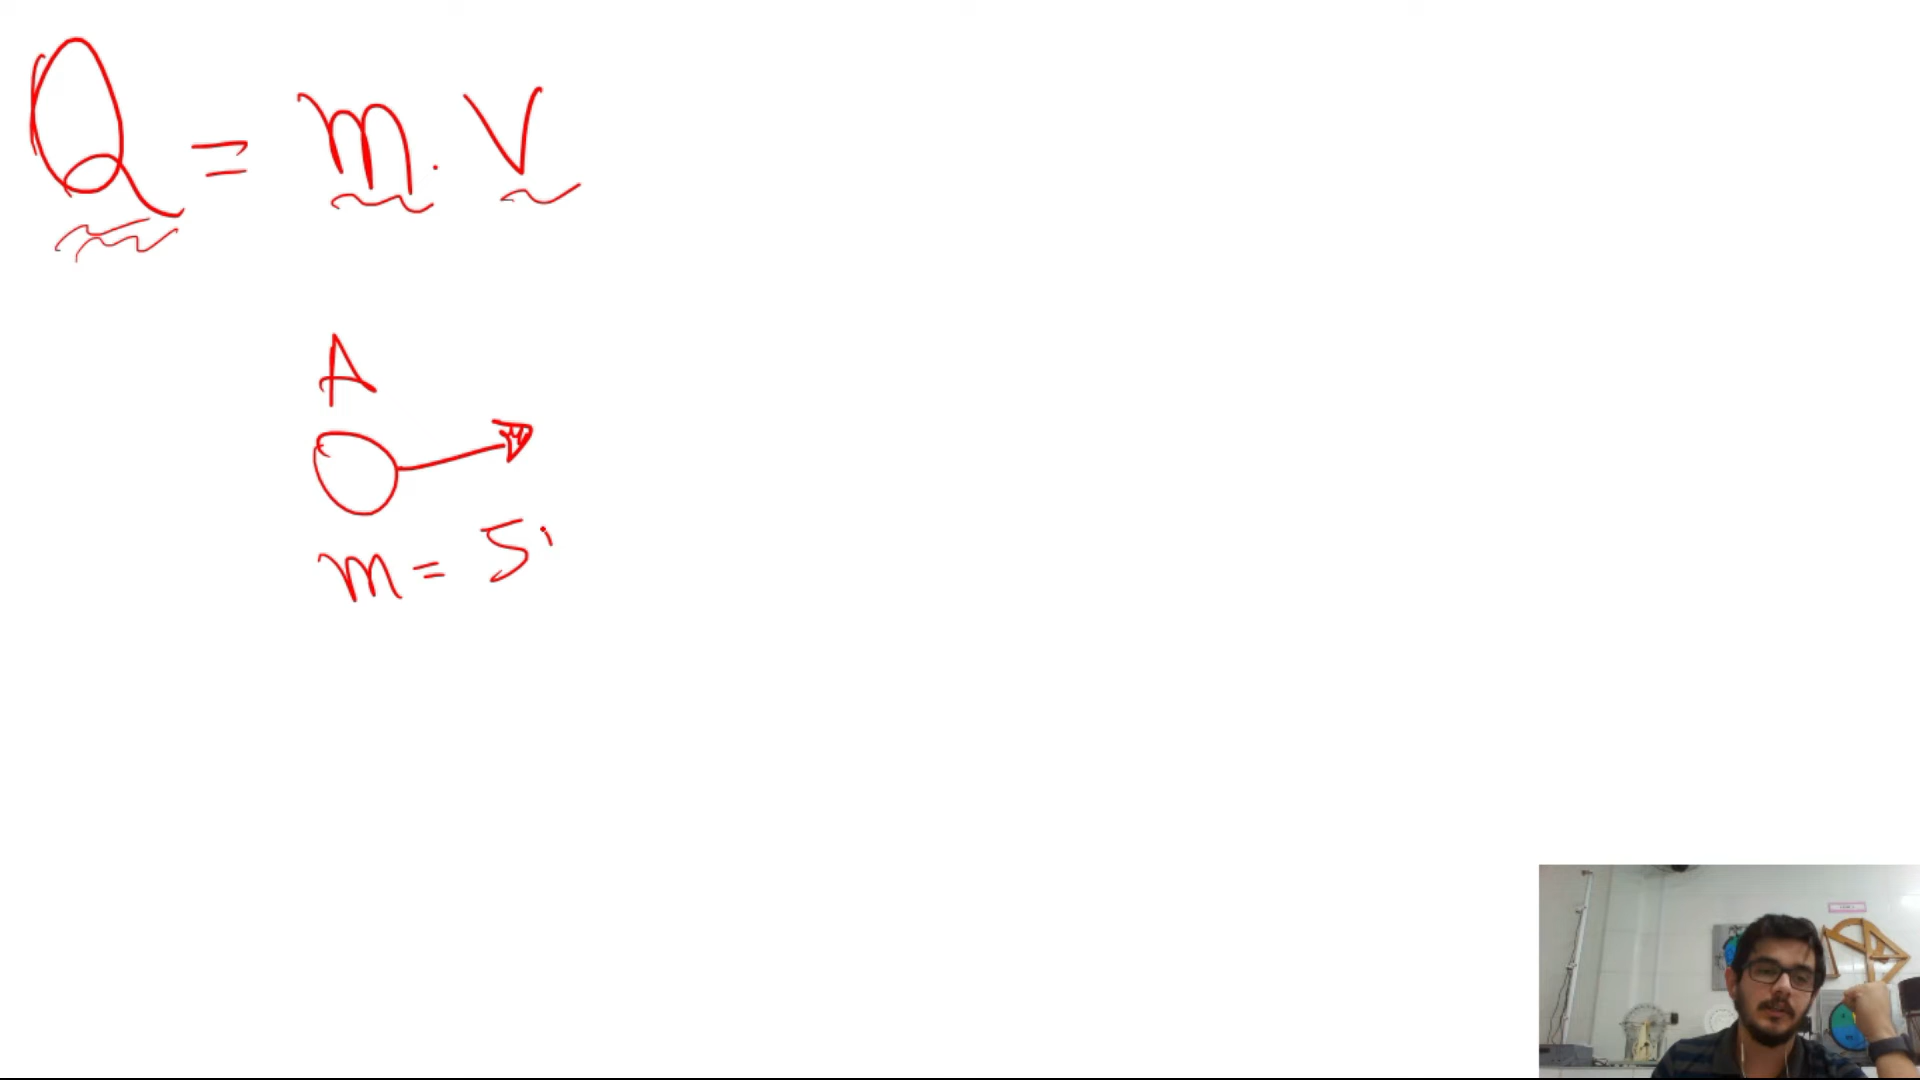 Q = m . V
A
m = 5